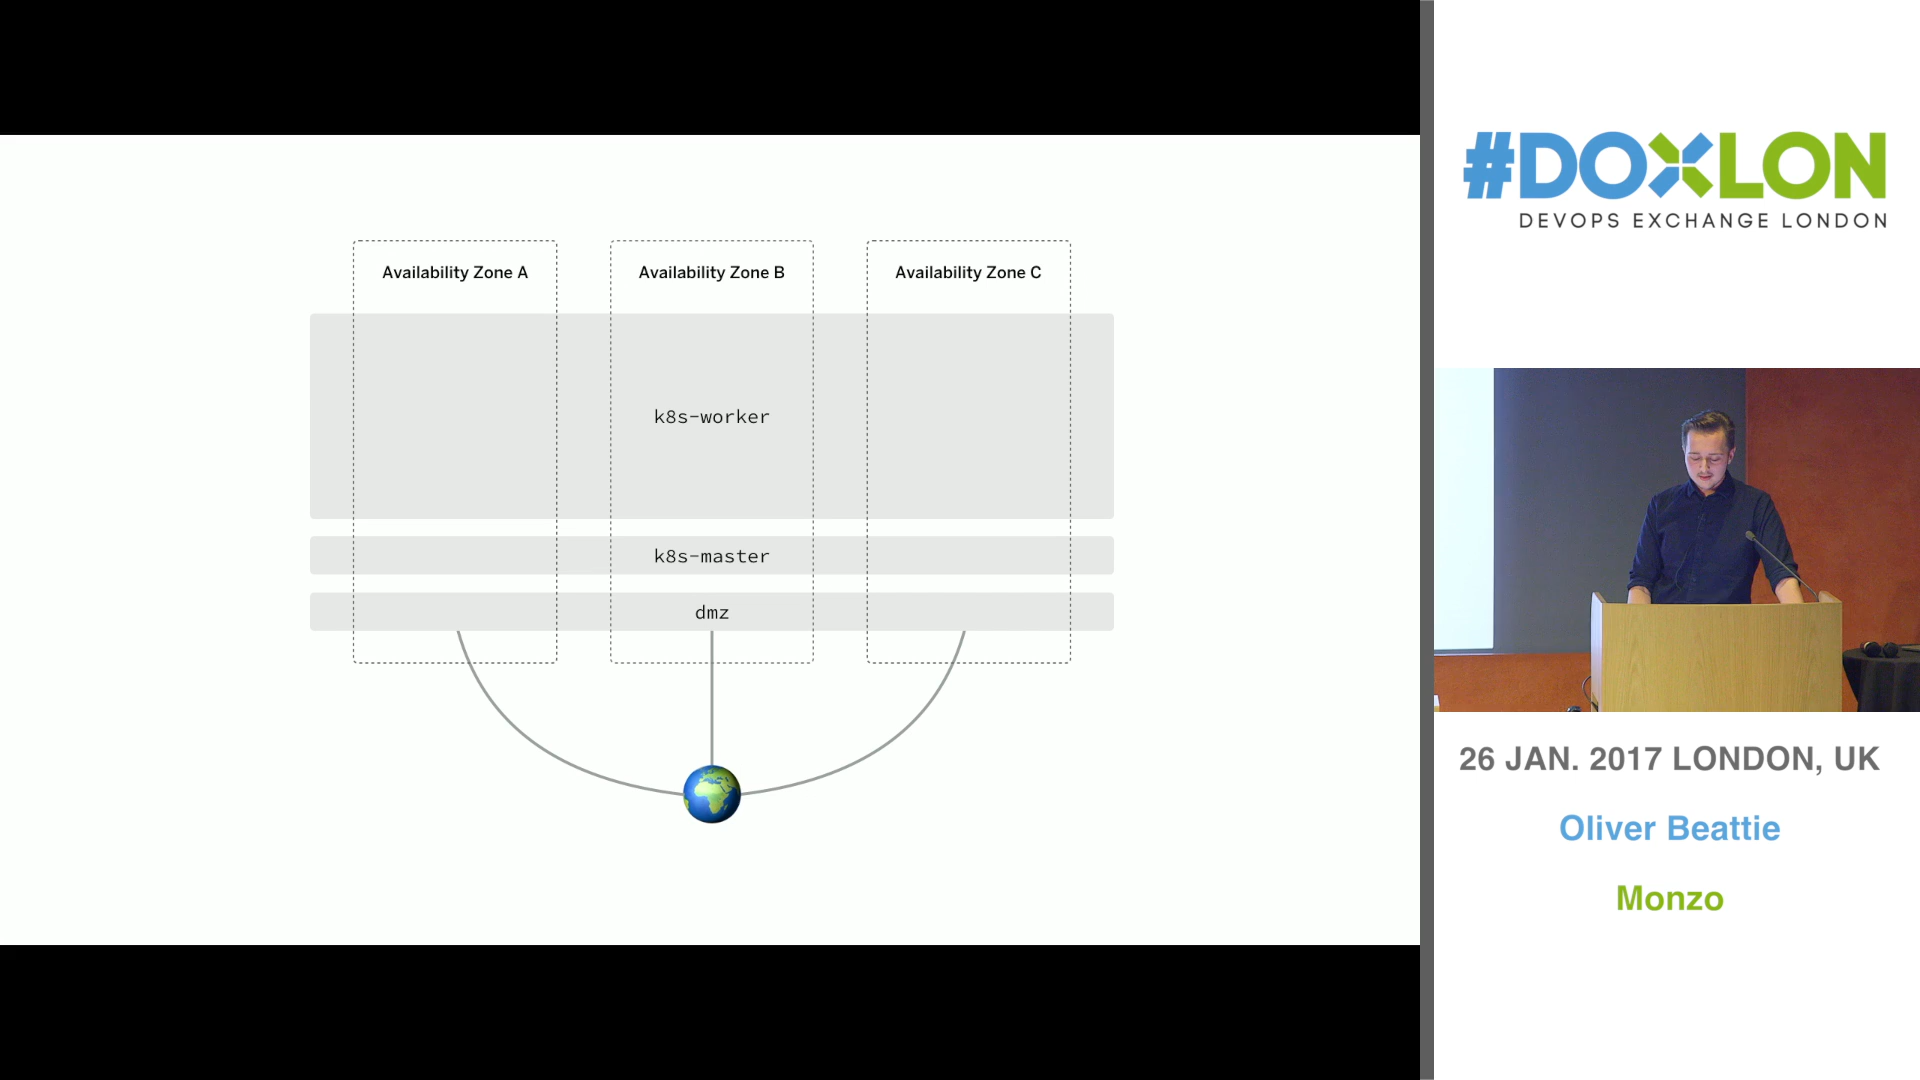 Availability Zone A
Availability Zone B
Availability Zone C
k8s-worker
k8s-master
dmz
#DOXLON
DEVOPS EXCHANGE LONDON
26 JAN. 2017 LONDON, UK
Oliver Beattie
Monzo